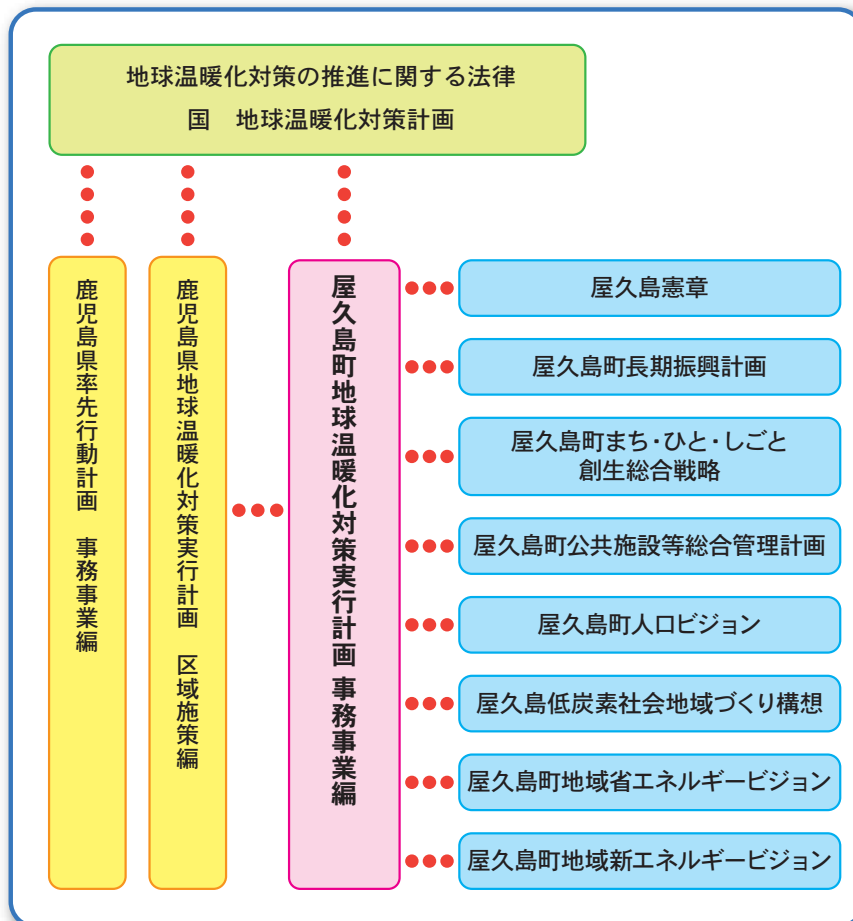 地球温暖化対策の推進に関する法律
国　地球温暖化対策計画
鹿児島県率先行動計画　事務事業編
鹿児島県地球温暖化対策実行計画　区域施策編
屋久島町地球温暖化対策実行計画 事務事業編
屋久島憲章
屋久島町長期振興計画
屋久島町まち・ひと・しごと
創生総合戦略
屋久島町公共施設等総合管理計画
屋久島町人口ビジョン
屋久島低炭素社会地域づくり構想
屋久島町地域省エネルギービジョン
屋久島町地域新エネルギービジョン